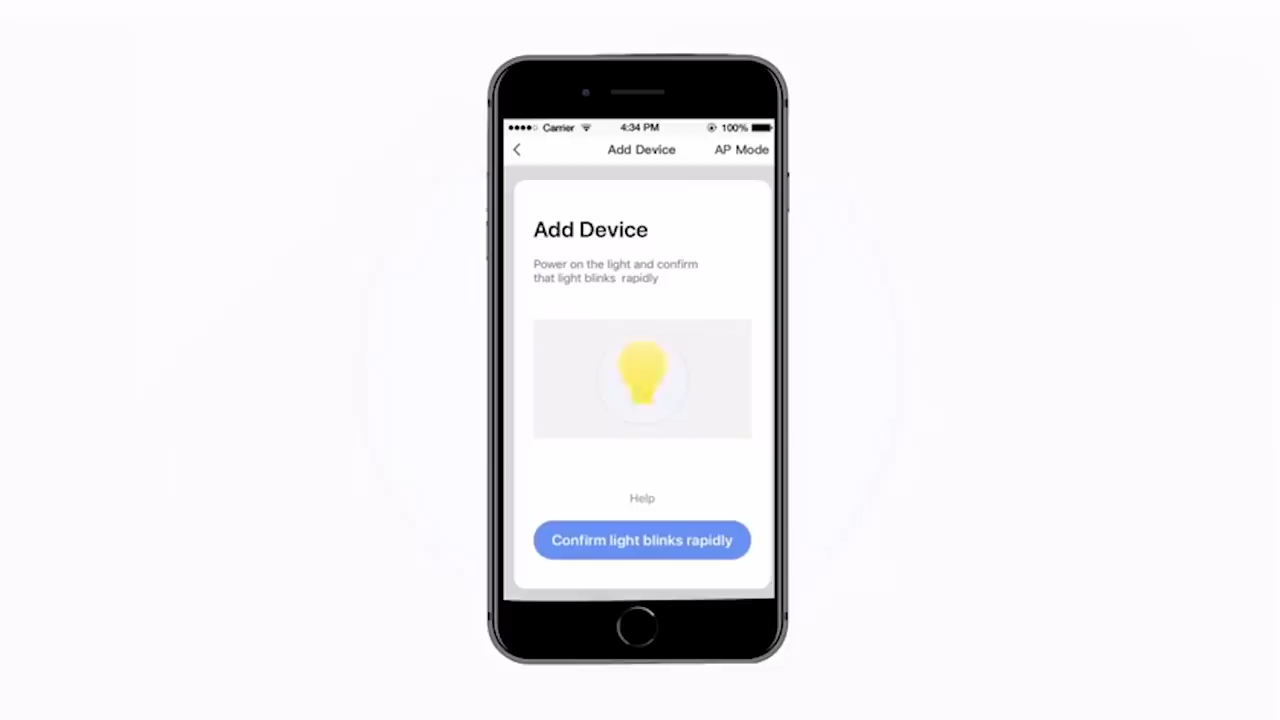 Carrier 4:34 PM 100%
Add Device AP Mode
Add Device
Power on the light and confirm
that light blinks rapidly
Help
Confirm light blinks rapidly